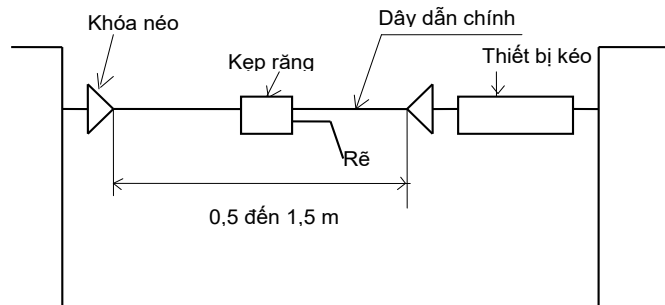 Khóa néo
Dây dẫn chính
Kẹp răng
Thiết bị kéo
Rẽ
0,5 đến 1,5 m